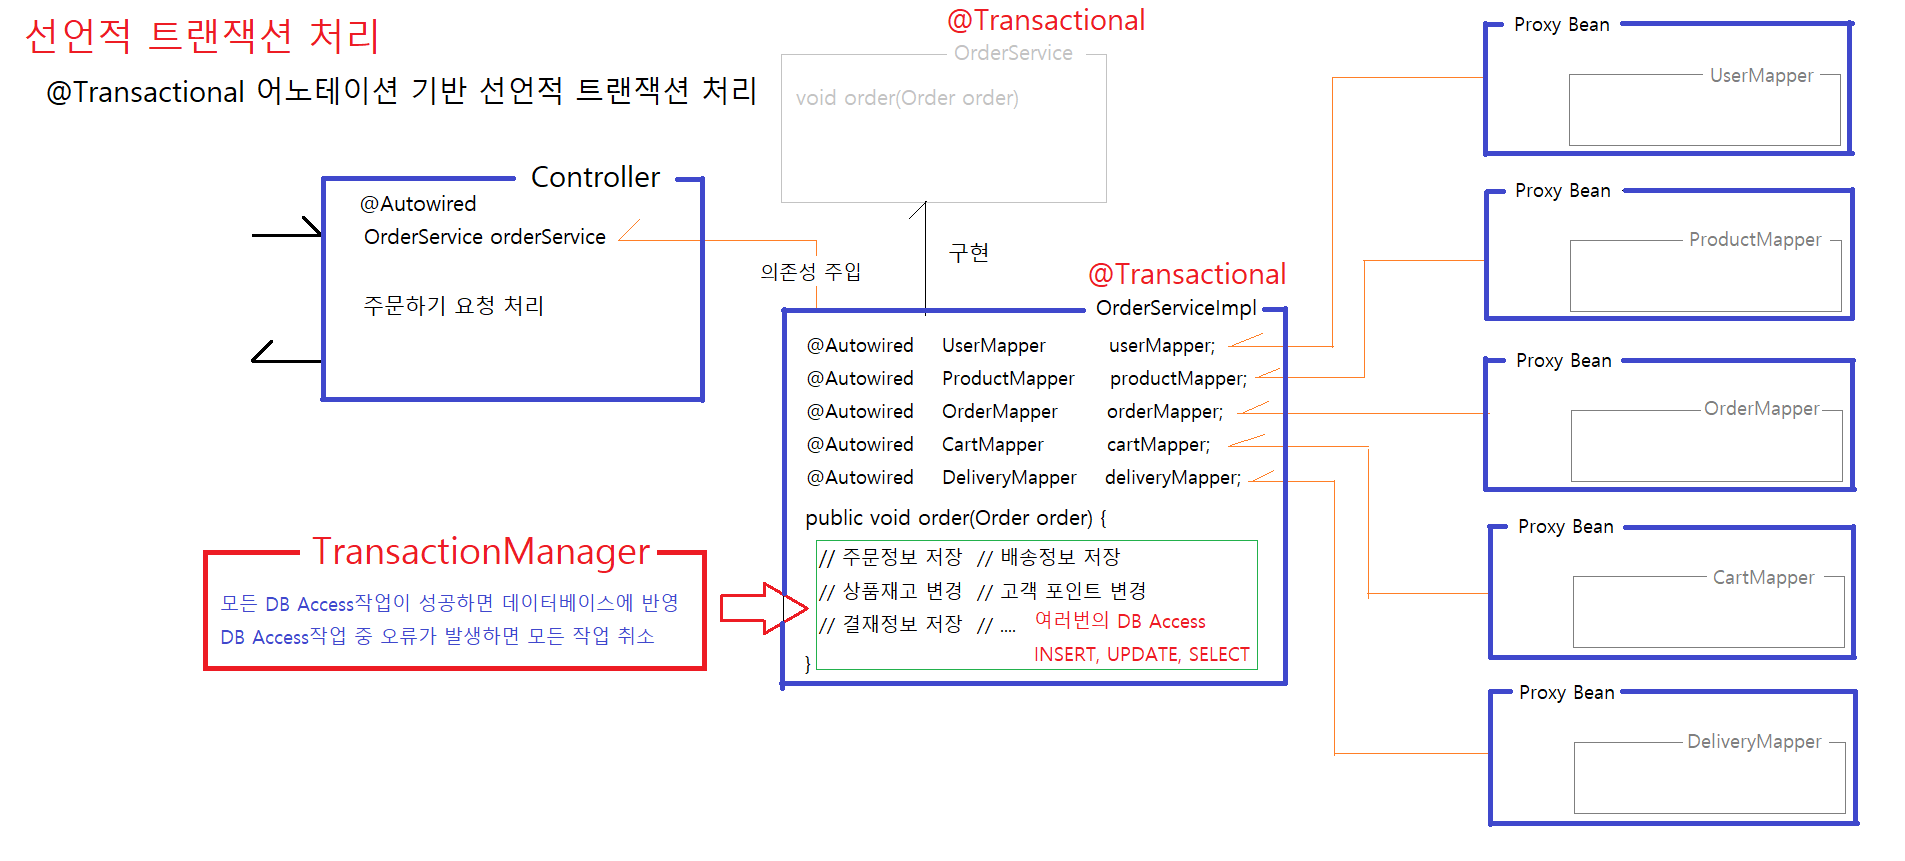 선언적 트랜잭션 처리
@Transactional 어노테이션 기반 선언적 트랜잭션 처리
@Transactional
OrderService
void order(Order order)
Controller
@Autowired
OrderService orderService
주문하기 요청 처리
의존성 주입
구현
@Transactional
OrderServiceImpl
@Autowired UserMapper userMapper;
@Autowired ProductMapper productMapper;
@Autowired OrderMapper orderMapper;
@Autowired CartMapper cartMapper;
@Autowired DeliveryMapper deliveryMapper;
public void order(Order order) {
// 주문정보 저장 // 배송정보 저장
// 상품재고 변경 // 고객 포인트 변경
// 결재정보 저장 // ....
여러번의 DB Access
INSERT, UPDATE, SELECT
}
TransactionManager
모든 DB Access작업이 성공하면 데이터베이스에 반영
DB Access작업 중 오류가 발생하면 모든 작업 취소
Proxy Bean
UserMapper
Proxy Bean
ProductMapper
Proxy Bean
OrderMapper
Proxy Bean
CartMapper
Proxy Bean
DeliveryMapper